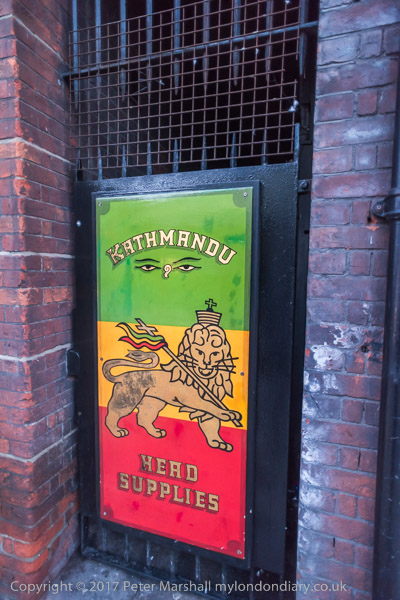 KATHMANDU
HEAD
SUPPLIES
Copyright © 2017 Peter Marshall mylondondiary.co.uk